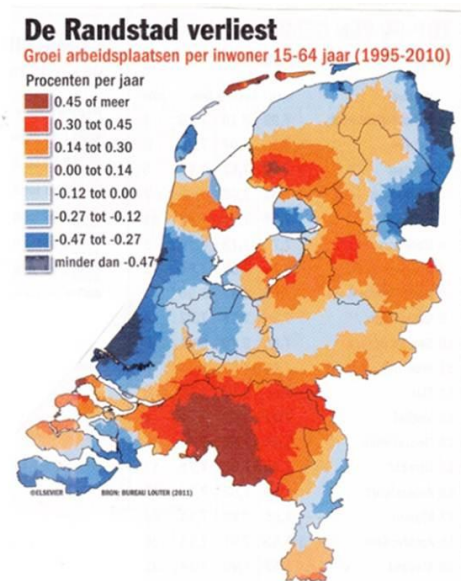 De Randstad verliest
Groei arbeidsplaatsen per inwoner 15-64 jaar (1995-2010)
Procenten per jaar
0.45 of meer
0.30 tot 0.45
0.14 tot 0.30
0.00 tot 0.14
-0.12 tot 0.00
-0.27 tot -0.12
-0.47 tot -0.27
minder dan -0.47
©ELSEVIER BRON: BUREAU LOUTER (2011)